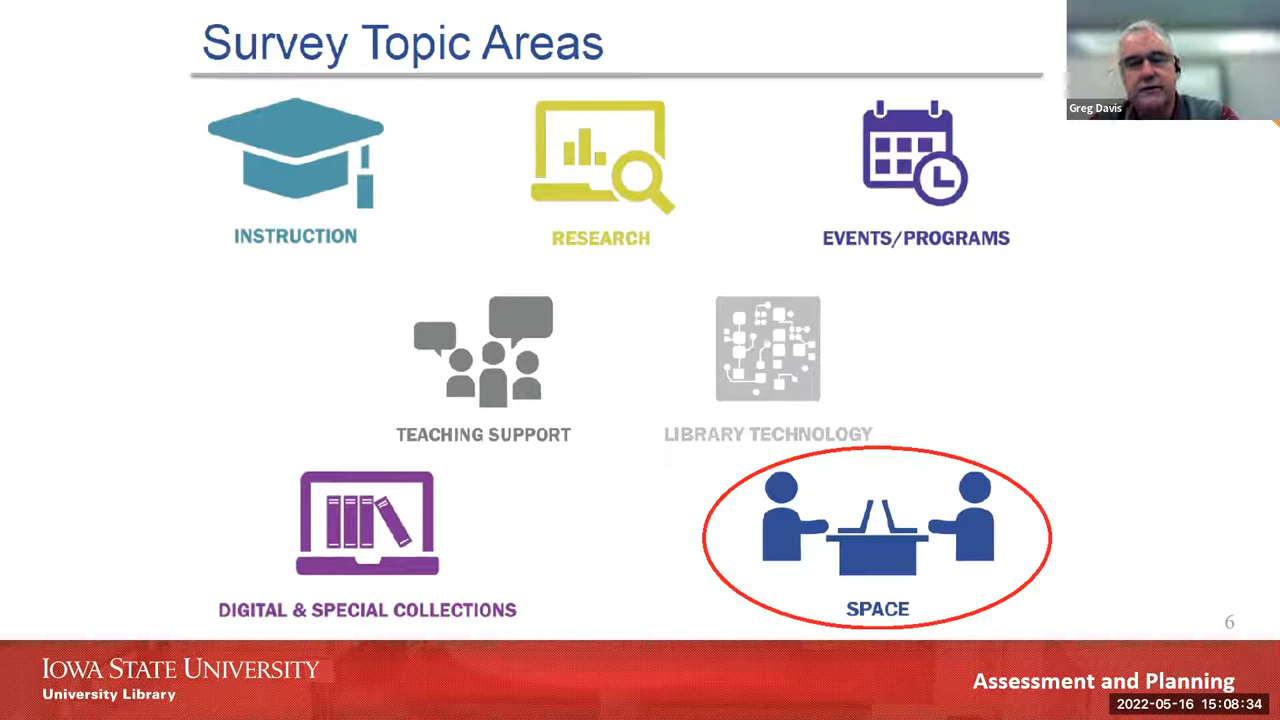 Survey Topic Areas
Greg Davis
INSTRUCTION
RESEARCH
EVENTS/PROGRAMS
TEACHING SUPPORT
LIBRARY TECHNOLOGY
DIGITAL & SPECIAL COLLECTIONS
SPACE
6
IOWA STATE UNIVERSITY
University Library
Assessment and Planning
2022-05-16 15:08:34